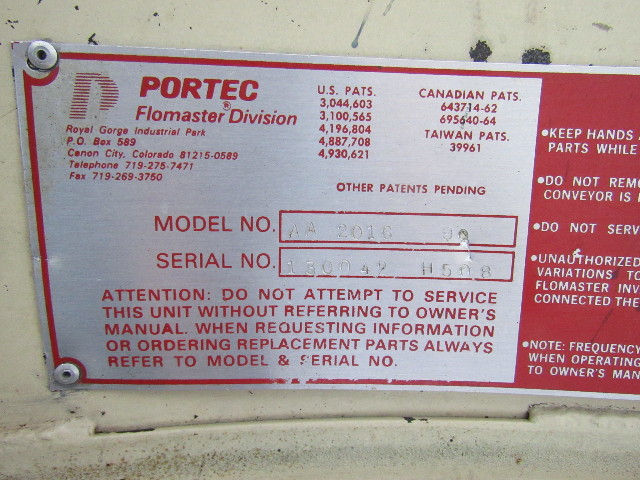 PORTEC
Flomaster® Division
Royal Gorge Industrial Park
P.O. Box 589
Canon City, Colorado 81215-0589
Telephone 719-275-7471
Fax 719-269-3750
U.S. PATS.
3,044,603
3,100,565
4,196,804
4,887,708
4,930,621
CANADIAN PATS.
643714-62
695640-64
TAIWAN PATS.
39961
OTHER PATENTS PENDING
MODEL NO. AA 2016
SERIAL NO. 130042 H508
ATTENTION: DO NOT ATTEMPT TO SERVICE
THIS UNIT WITHOUT REFERRING TO OWNER'S
MANUAL. WHEN REQUESTING INFORMATION
OR ORDERING REPLACEMENT PARTS ALWAYS
REFER TO MODEL & SERIAL NO.
•KEEP HANDS
PARTS WHILE
•DO NOT REMO
CONVEYOR IS
•DO NOT SERV
•UNAUTHORIZED
VARIATIONS TO
FLOMASTER INV
CONNECTED THE
•NOTE: FREQUENCY
WHEN OPERATING
TO OWNER'S MAN